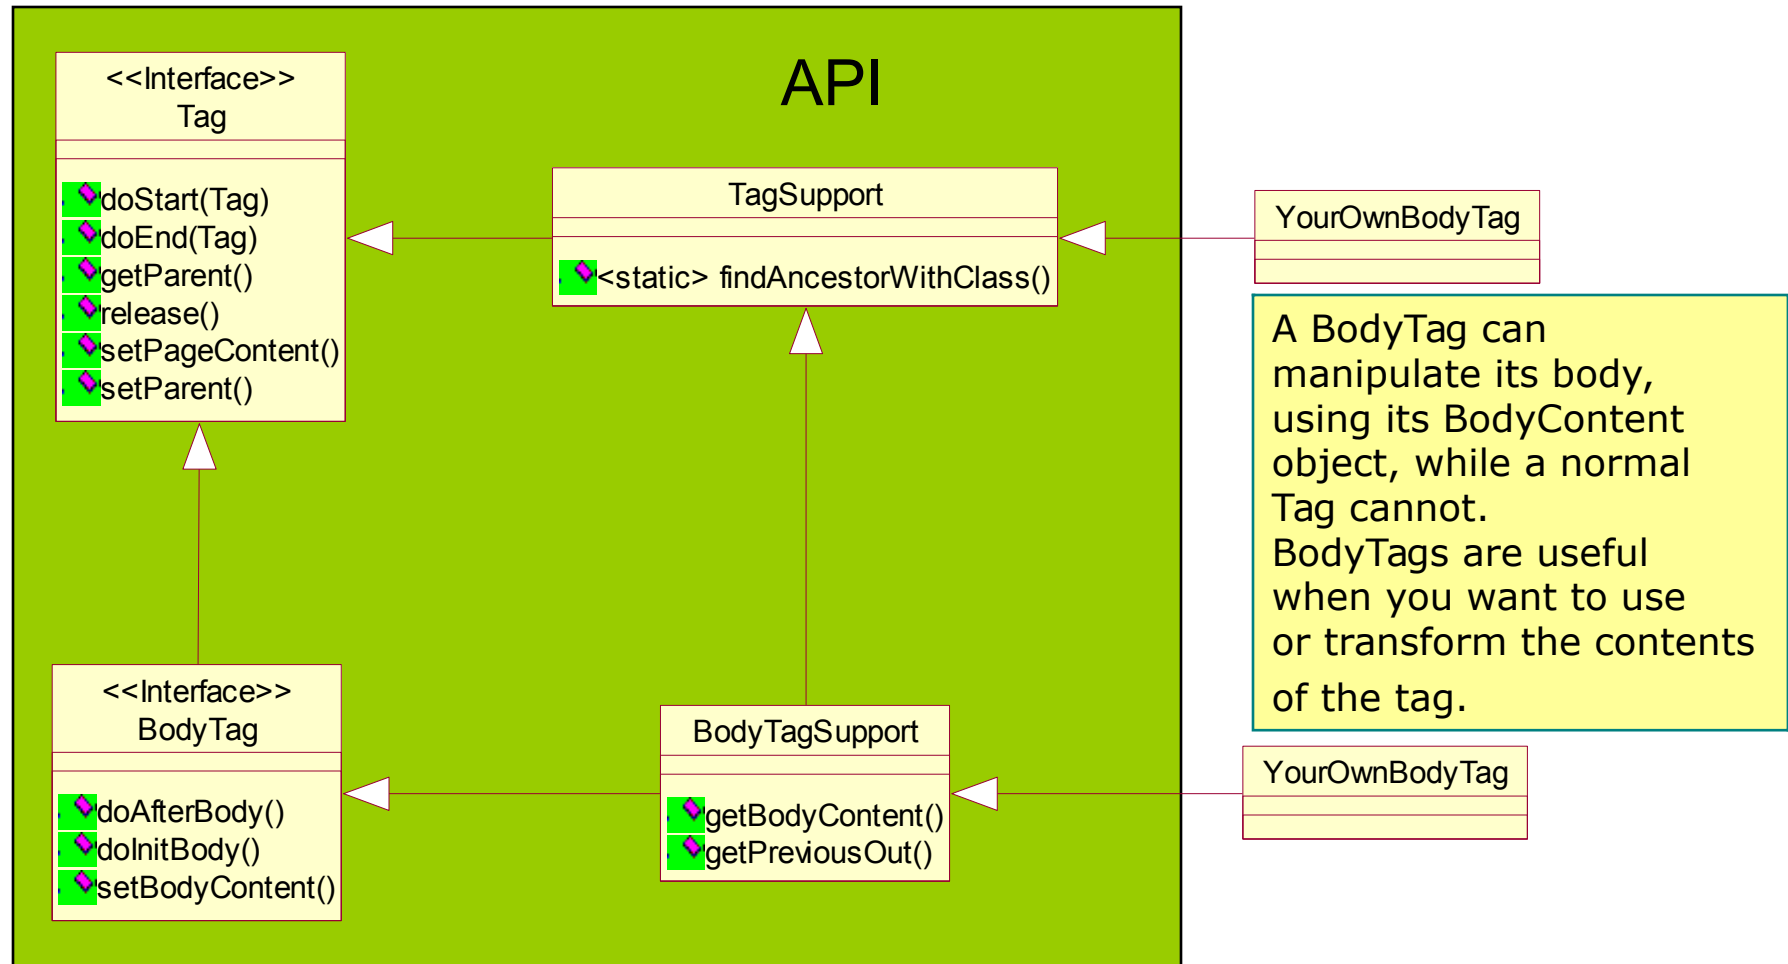 API
<<Interface>>
Tag
doStart(Tag)
doEnd(Tag)
getParent()
release()
setPageContent()
setParent()
TagSupport
<static> findAncestorWithClass()
YourOwnBodyTag
A BodyTag can
manipulate its body,
using its BodyContent
object, while a normal
Tag cannot.
BodyTags are useful
when you want to use
or transform the contents
of the tag.
<<Interface>>
BodyTag
doAfterBody()
doInitBody()
setBodyContent()
BodyTagSupport
getBodyContent()
getPreviousOut()
YourOwnBodyTag